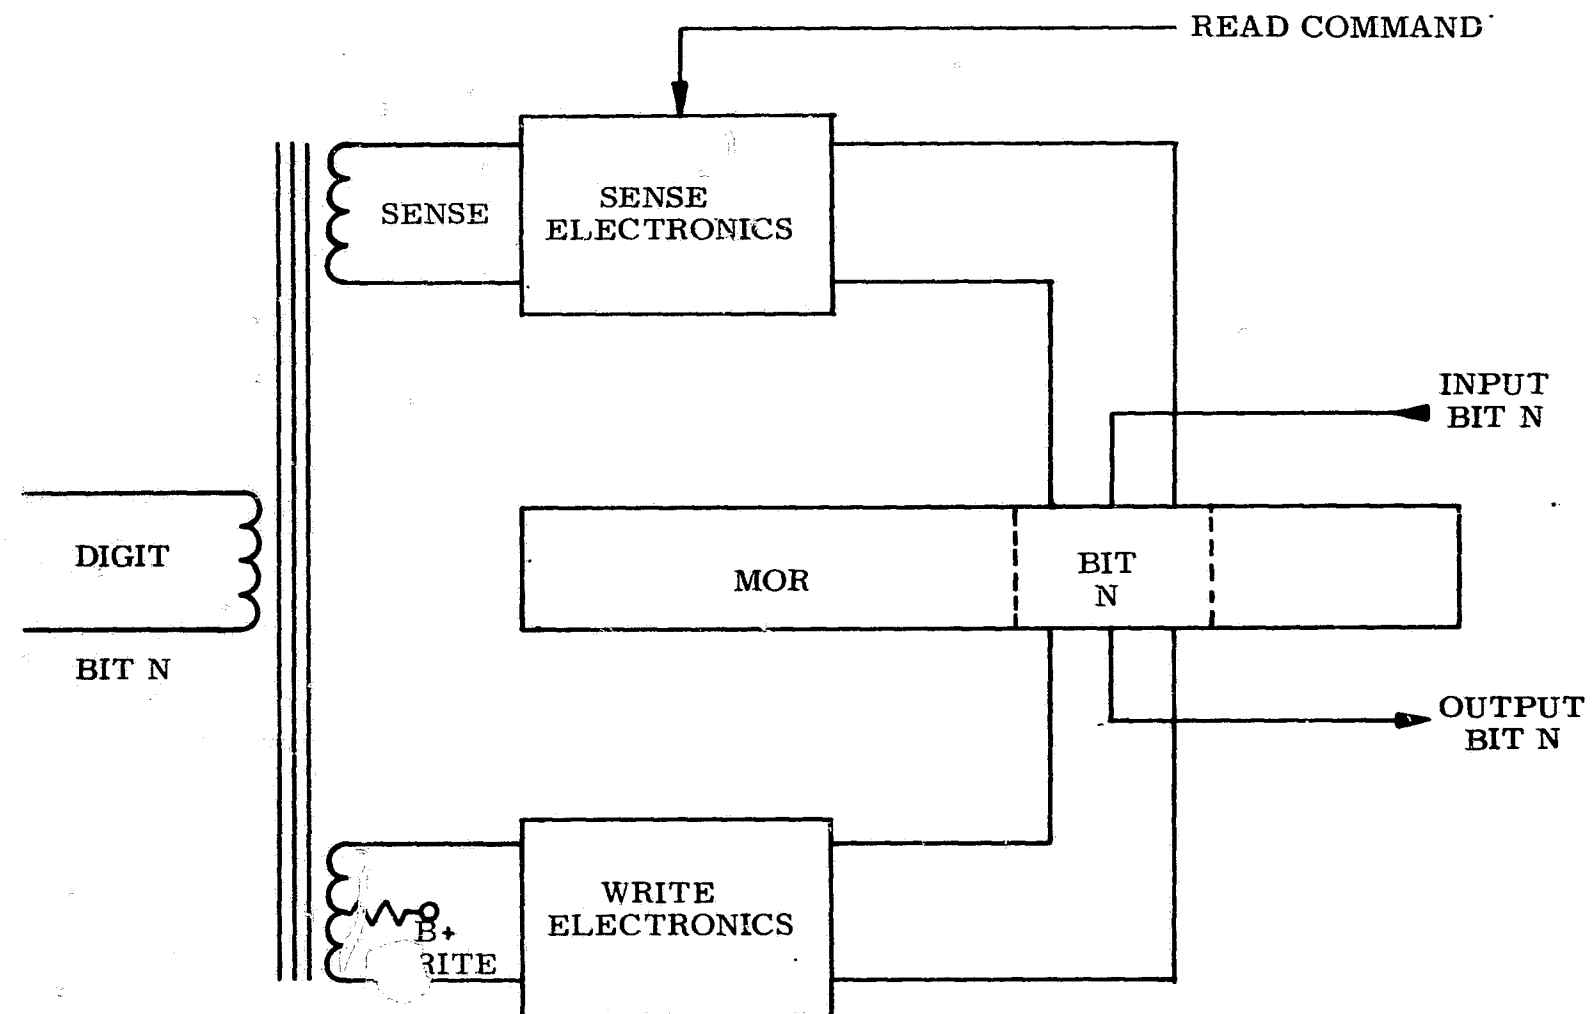 READ COMMAND
SENSE
SENSE
ELECTRONICS
INPUT
BIT N
DIGIT
MOR
BIT
N
BIT N
OUTPUT
BIT N
WRITE
ELECTRONICS
B+